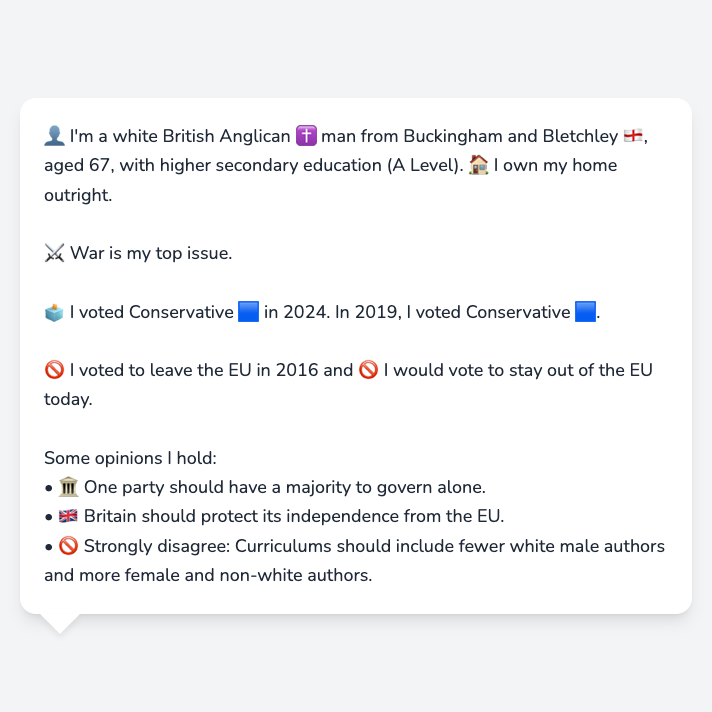 👤 I'm a white British Anglican ✝️ man from Buckingham and Bletchley 🏴󠁧󠁢󠁥󠁮󠁧󠁿,
aged 67, with higher secondary education (A Level). 🏠 I own my home
outright.
⚔️ War is my top issue.
🗳️ I voted Conservative 🟦 in 2024. In 2019, I voted Conservative 🟦.
🚫 I voted to leave the EU in 2016 and 🚫 I would vote to stay out of the EU
today.
Some opinions I hold:
• 🏛️ One party should have a majority to govern alone.
• 🇬🇧 Britain should protect its independence from the EU.
• 🚫 Strongly disagree: Curriculums should include fewer white male authors
and more female and non-white authors.